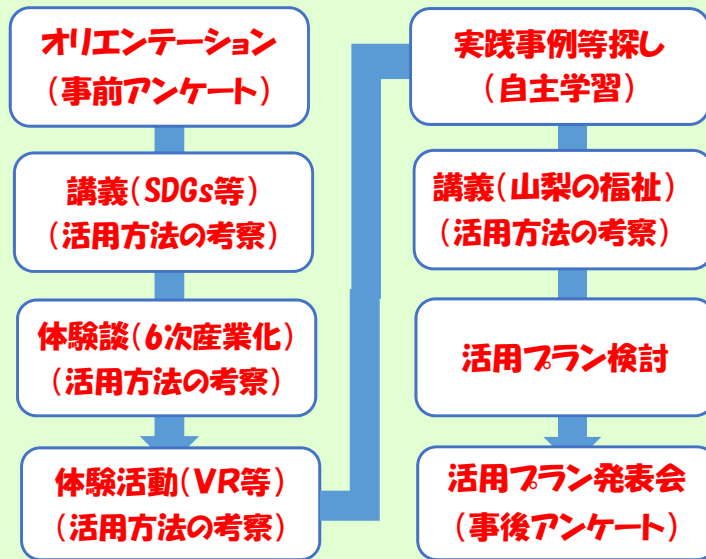 オリエンテーション
(事前アンケート)
講義(SDGs等)
(活用方法の考察)
体験談(6次産業化)
(活用方法の考察)
体験活動(VR等)
(活用方法の考察)
実践事例等探し
(自主学習)
講義(山梨の福祉)
(活用方法の考察)
活用プラン検討
活用プラン発表会
(事後アンケート)